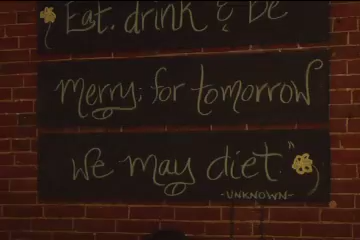 Eat, drink & be
merry; for tomorrow
we may diet."
-UNKNOWN-